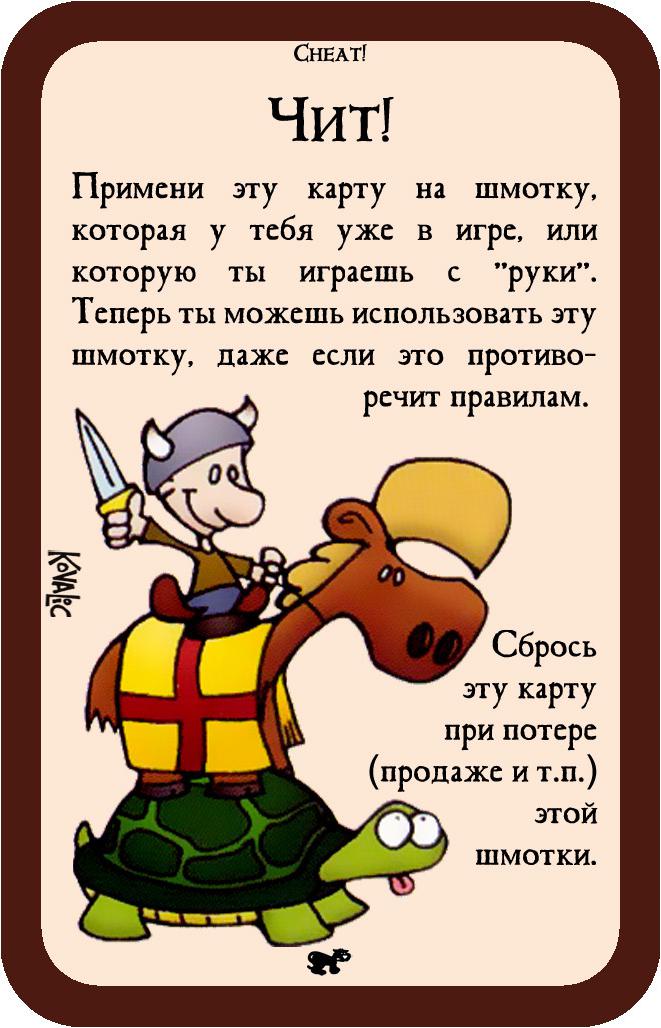 Cheat!
Чит!
Примени эту карту на шмотку,
которая у тебя уже в игре, или
которую ты играешь с "руки".
Теперь ты можешь использовать эту
шмотку, даже если это противо-
речит правилам.
Kovalic
Сбрось
эту карту
при потере
(продаже и т.п.)
этой
шмотки.